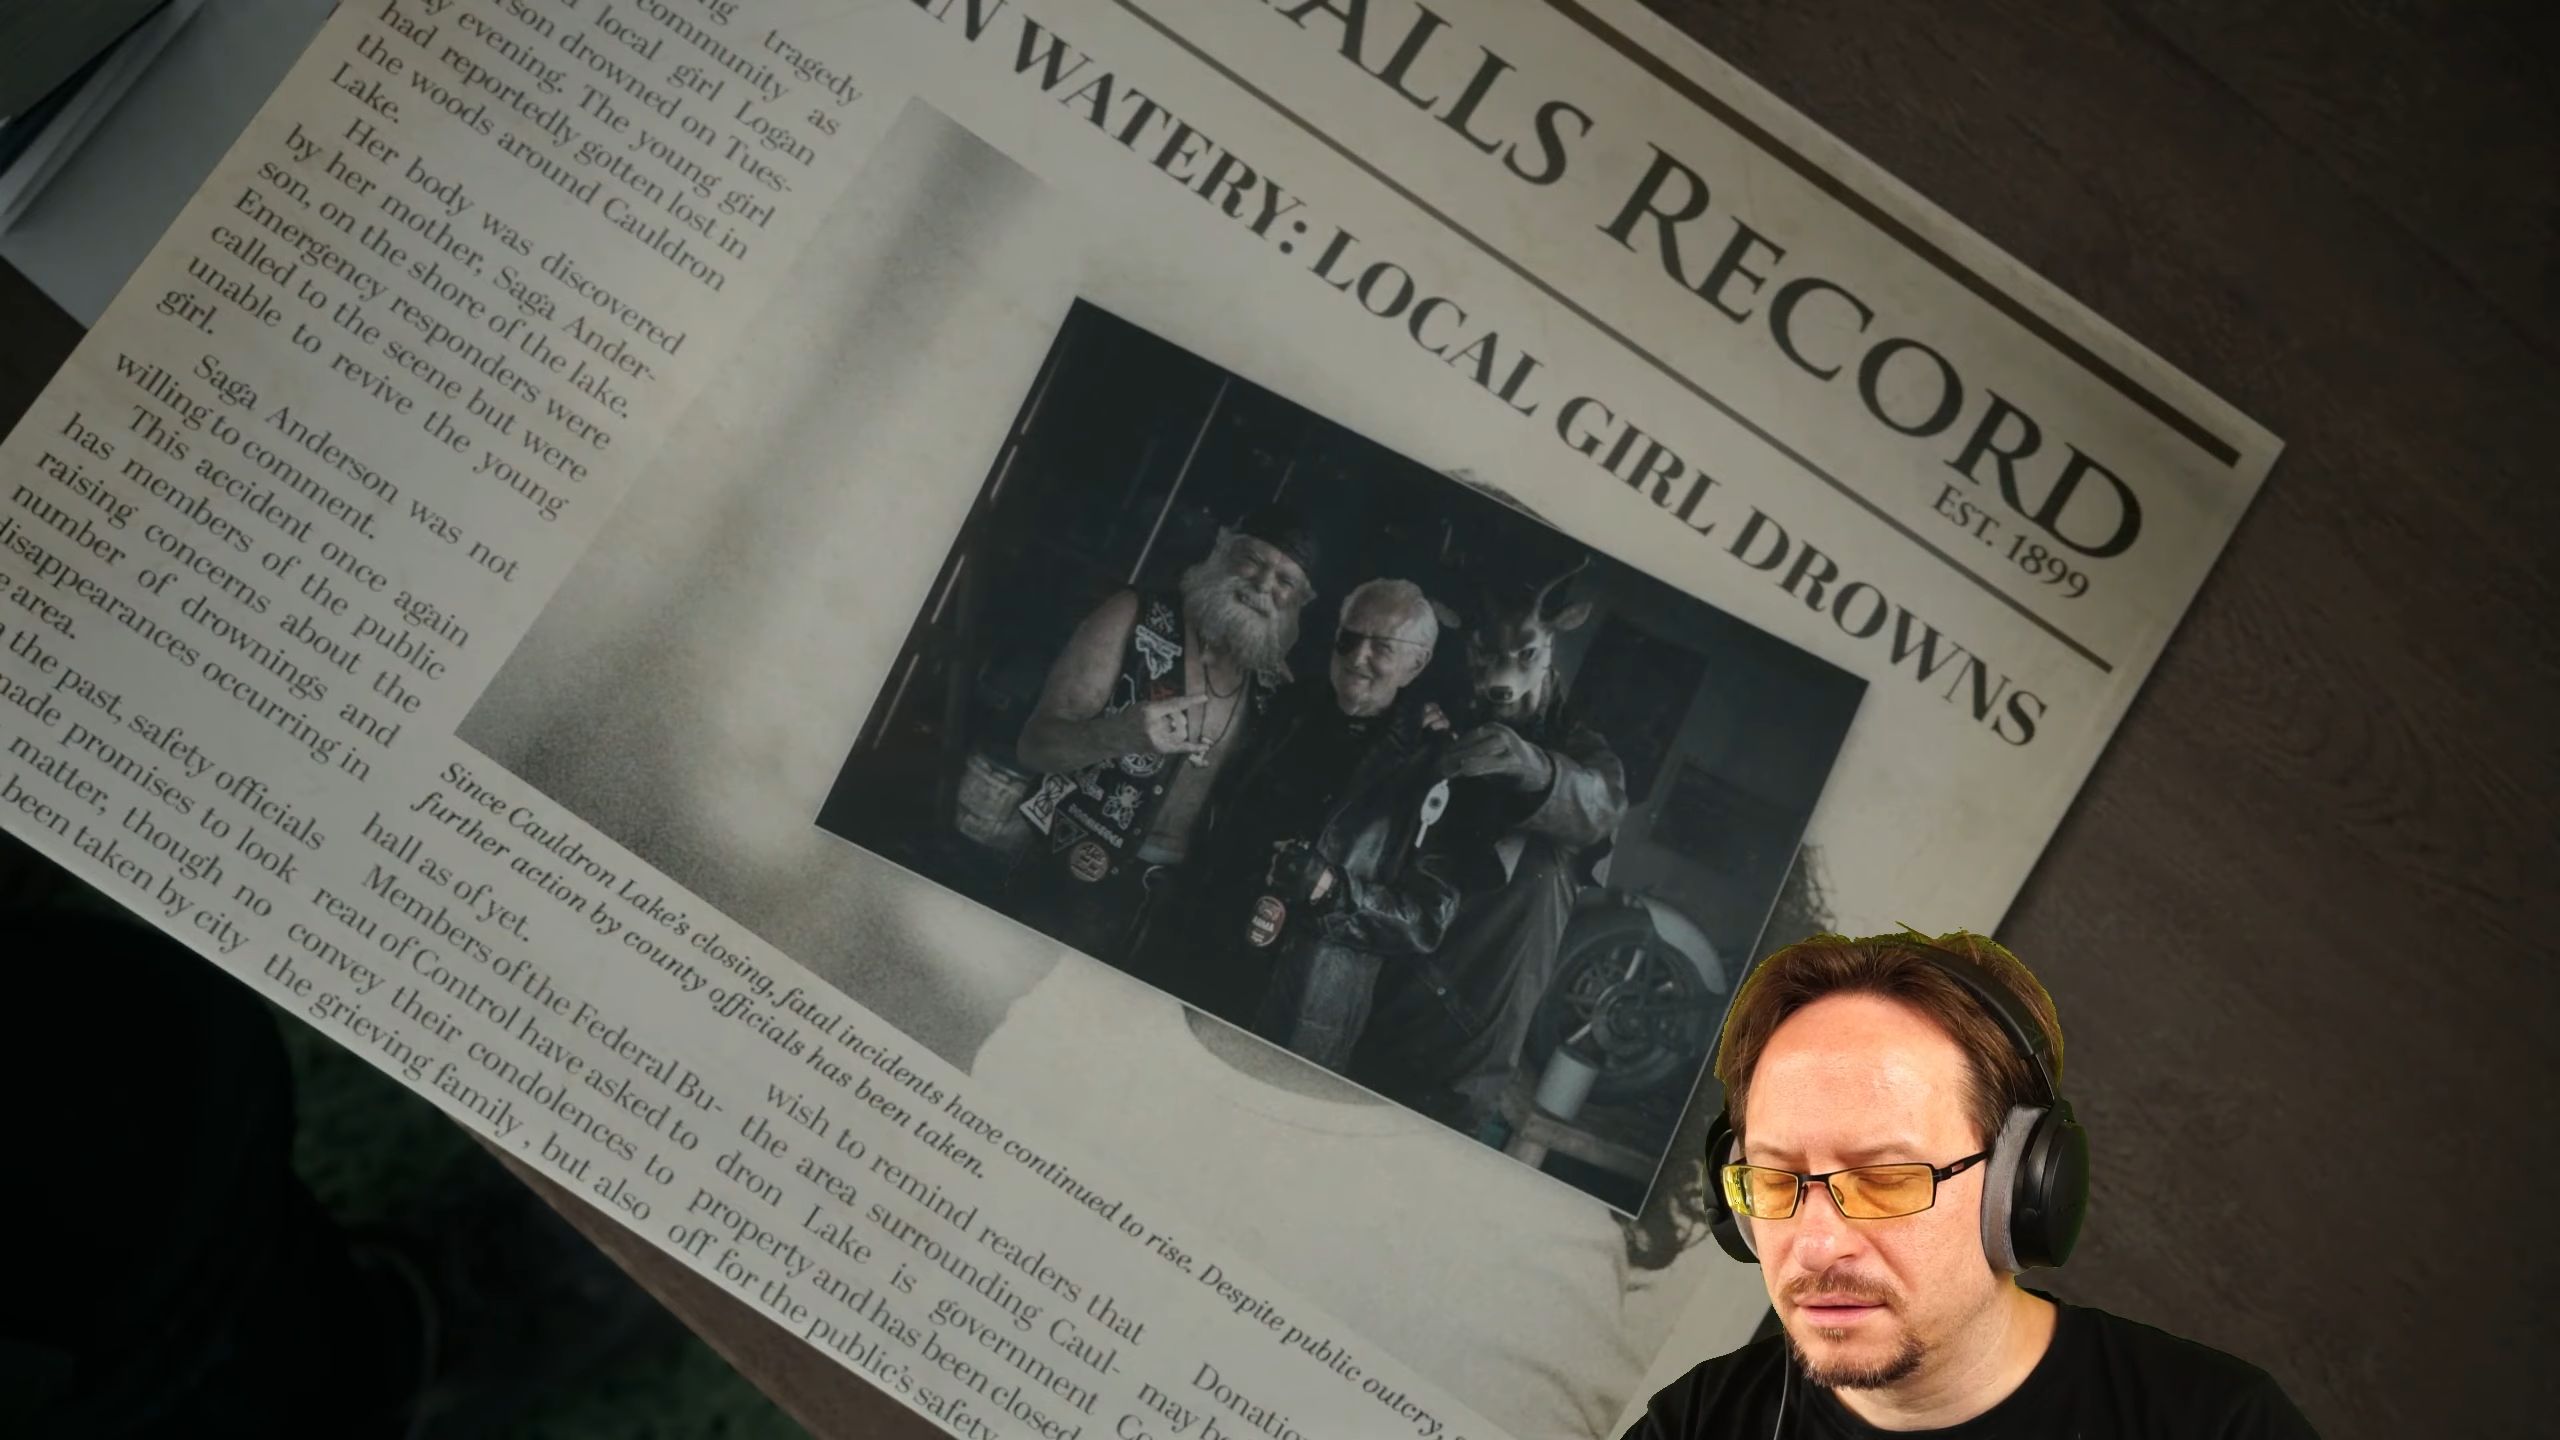 ALLS RECORD
EST. 1899
IN WATERY: LOCAL GIRL DROWNS
tragedy
community as
local girl Logan
son drowned on Tues-
evening. The young girl
had reportedly gotten lost in
the woods around Cauldron
Lake.
Her body was discovered
by her mother, Saga Ander-
son, on the shore of the lake.
Emergency responders were
called to the scene but were
unable to revive the young
girl.
Saga Anderson was not
willing to comment.
This accident once again
has members of the public
raising concerns about the
number of drownings and
disappearances occurring in
area.
the past, safety officials
made promises to look
matter, though no
been taken by city
hall as of yet.
Members of the Federal Bu-
reau of Control have asked to
convey their condolences to
the grieving family, but also
wish to remind readers that
the area surrounding Caul-
dron Lake is government
property and has been closed
off for the public's safety
Donatio
may be
Since Cauldron Lake's closing, fatal incidents have continued to rise. Despite public outcry,
further action by county officials has been taken.